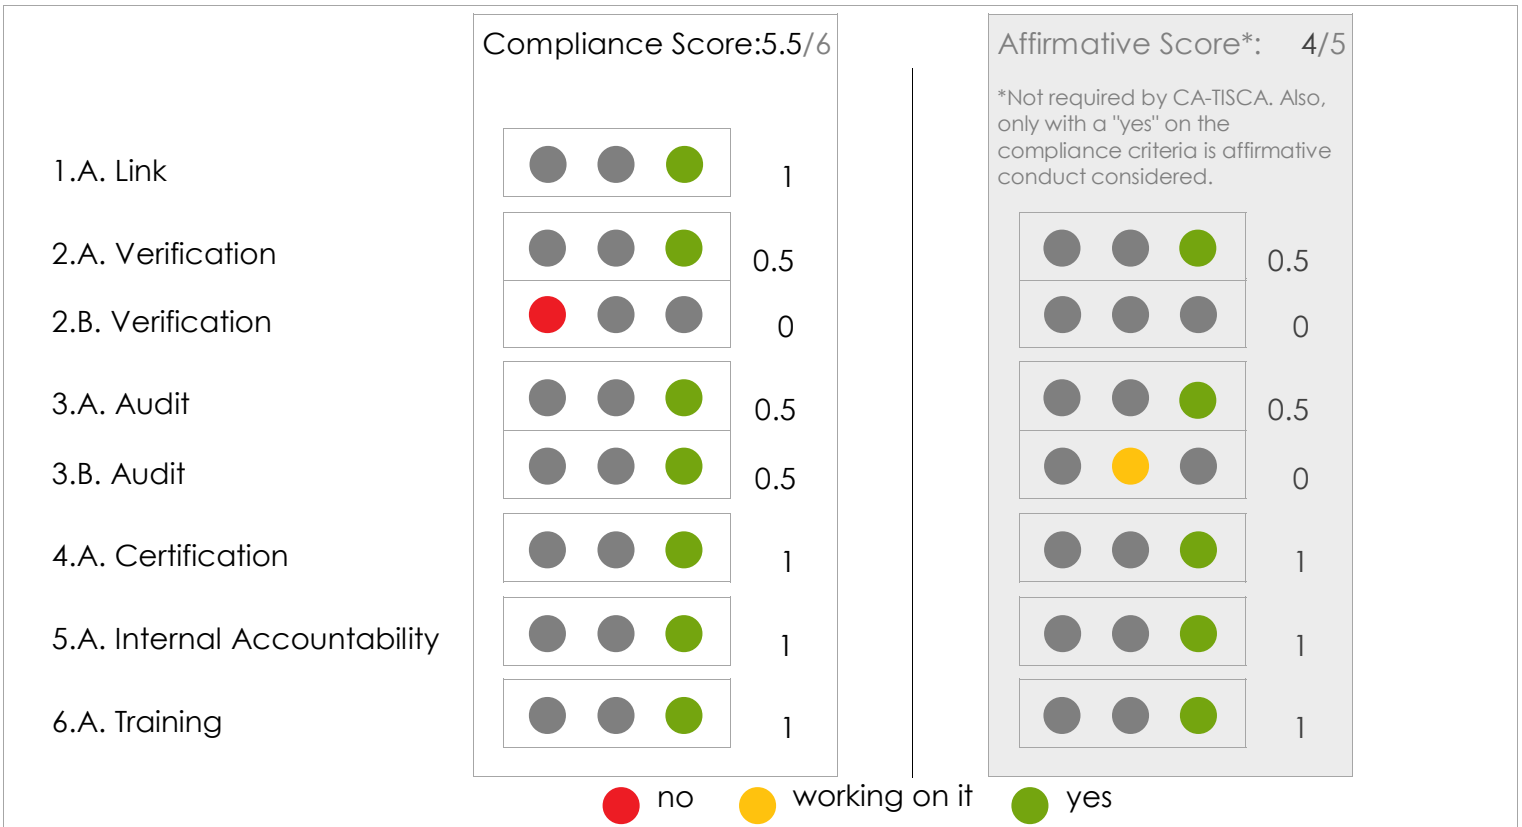 Compliance Score:5.5/6
Affirmative Score*: 4/5
*Not required by CA-TISCA. Also,
only with a "yes" on the
compliance criteria is affirmative
conduct considered.
1.A. Link 1
2.A. Verification 0.5 0.5
2.B. Verification 0 0
3.A. Audit 0.5 0.5
3.B. Audit 0.5 0
4.A. Certification 1 1
5.A. Internal Accountability 1 1
6.A. Training 1 1
no working on it yes